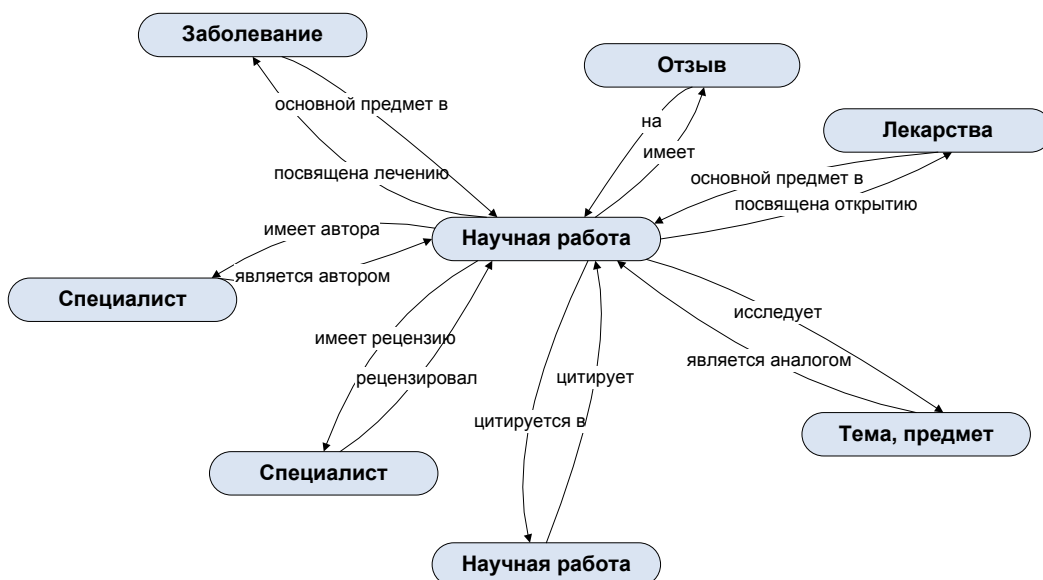 Заболевание
Отзыв
основной предмет в
на
Лекарства
имеет
посвящена лечению
основной предмет в
посвящена открытию
имеет автора
Научная работа
является автором
Специалист
исследует
имеет рецензию
является аналогом
рецензировал
цитирует
цитируется в
Тема, предмет
Специалист
Научная работа